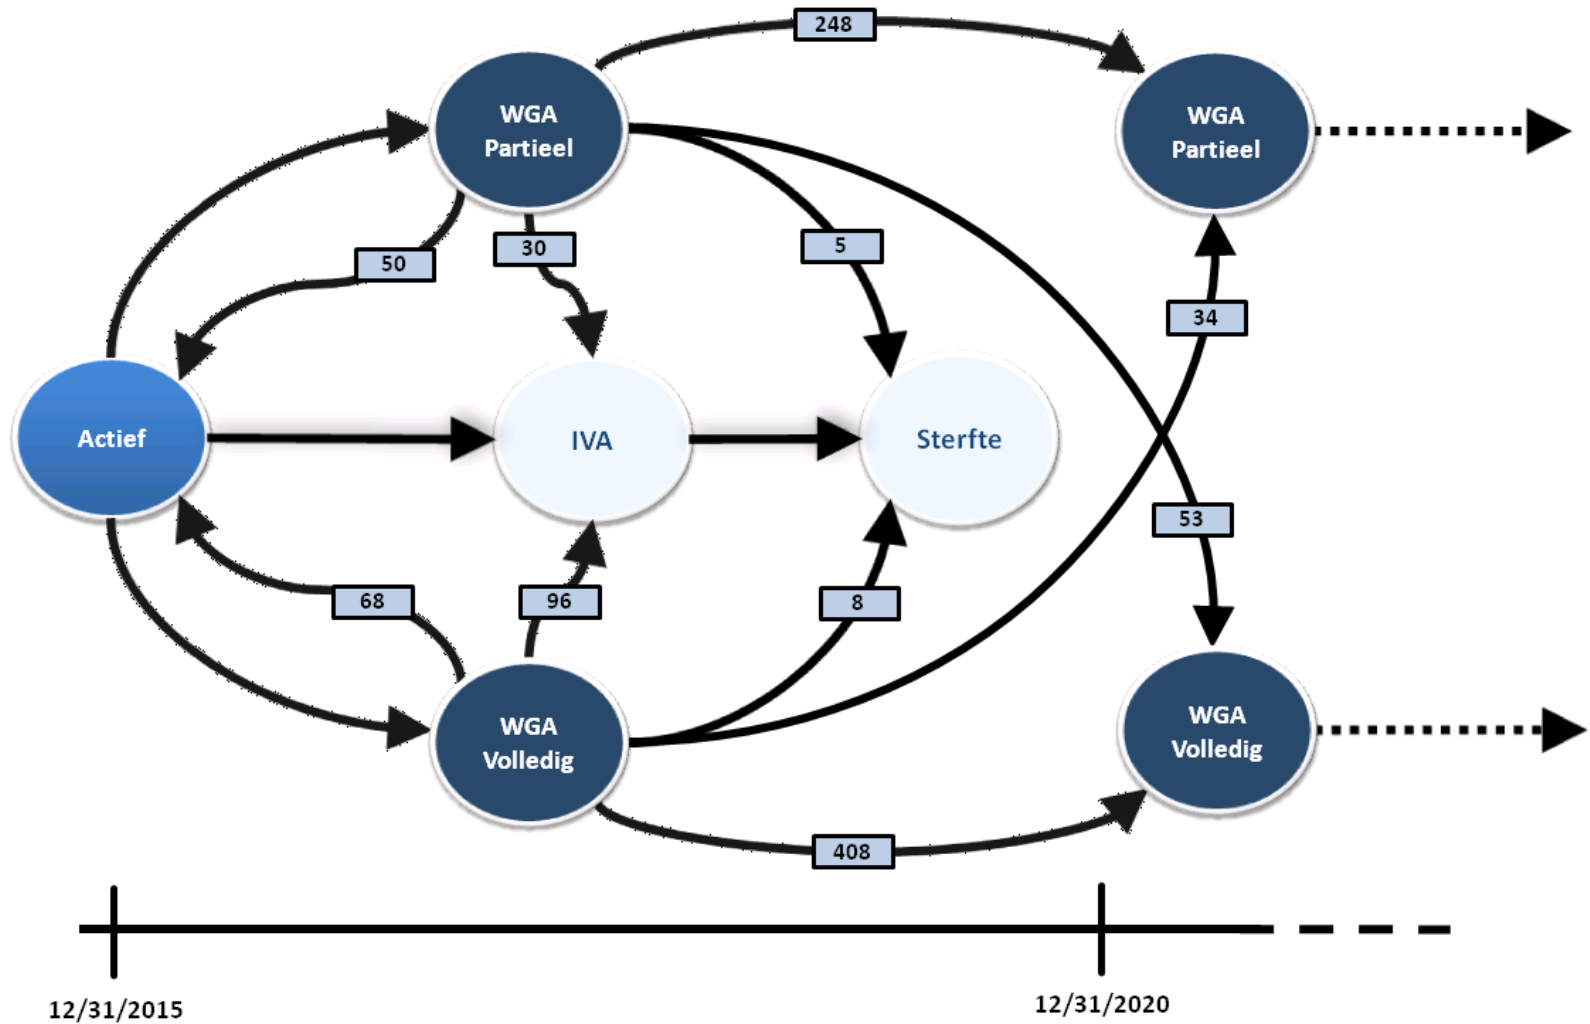 248
WGA
Partieel
WGA
Partieel
50
30
5
34
Actief
IVA
Sterfte
53
68
96
8
WGA
Volledig
WGA
Volledig
408
12/31/2015
12/31/2020